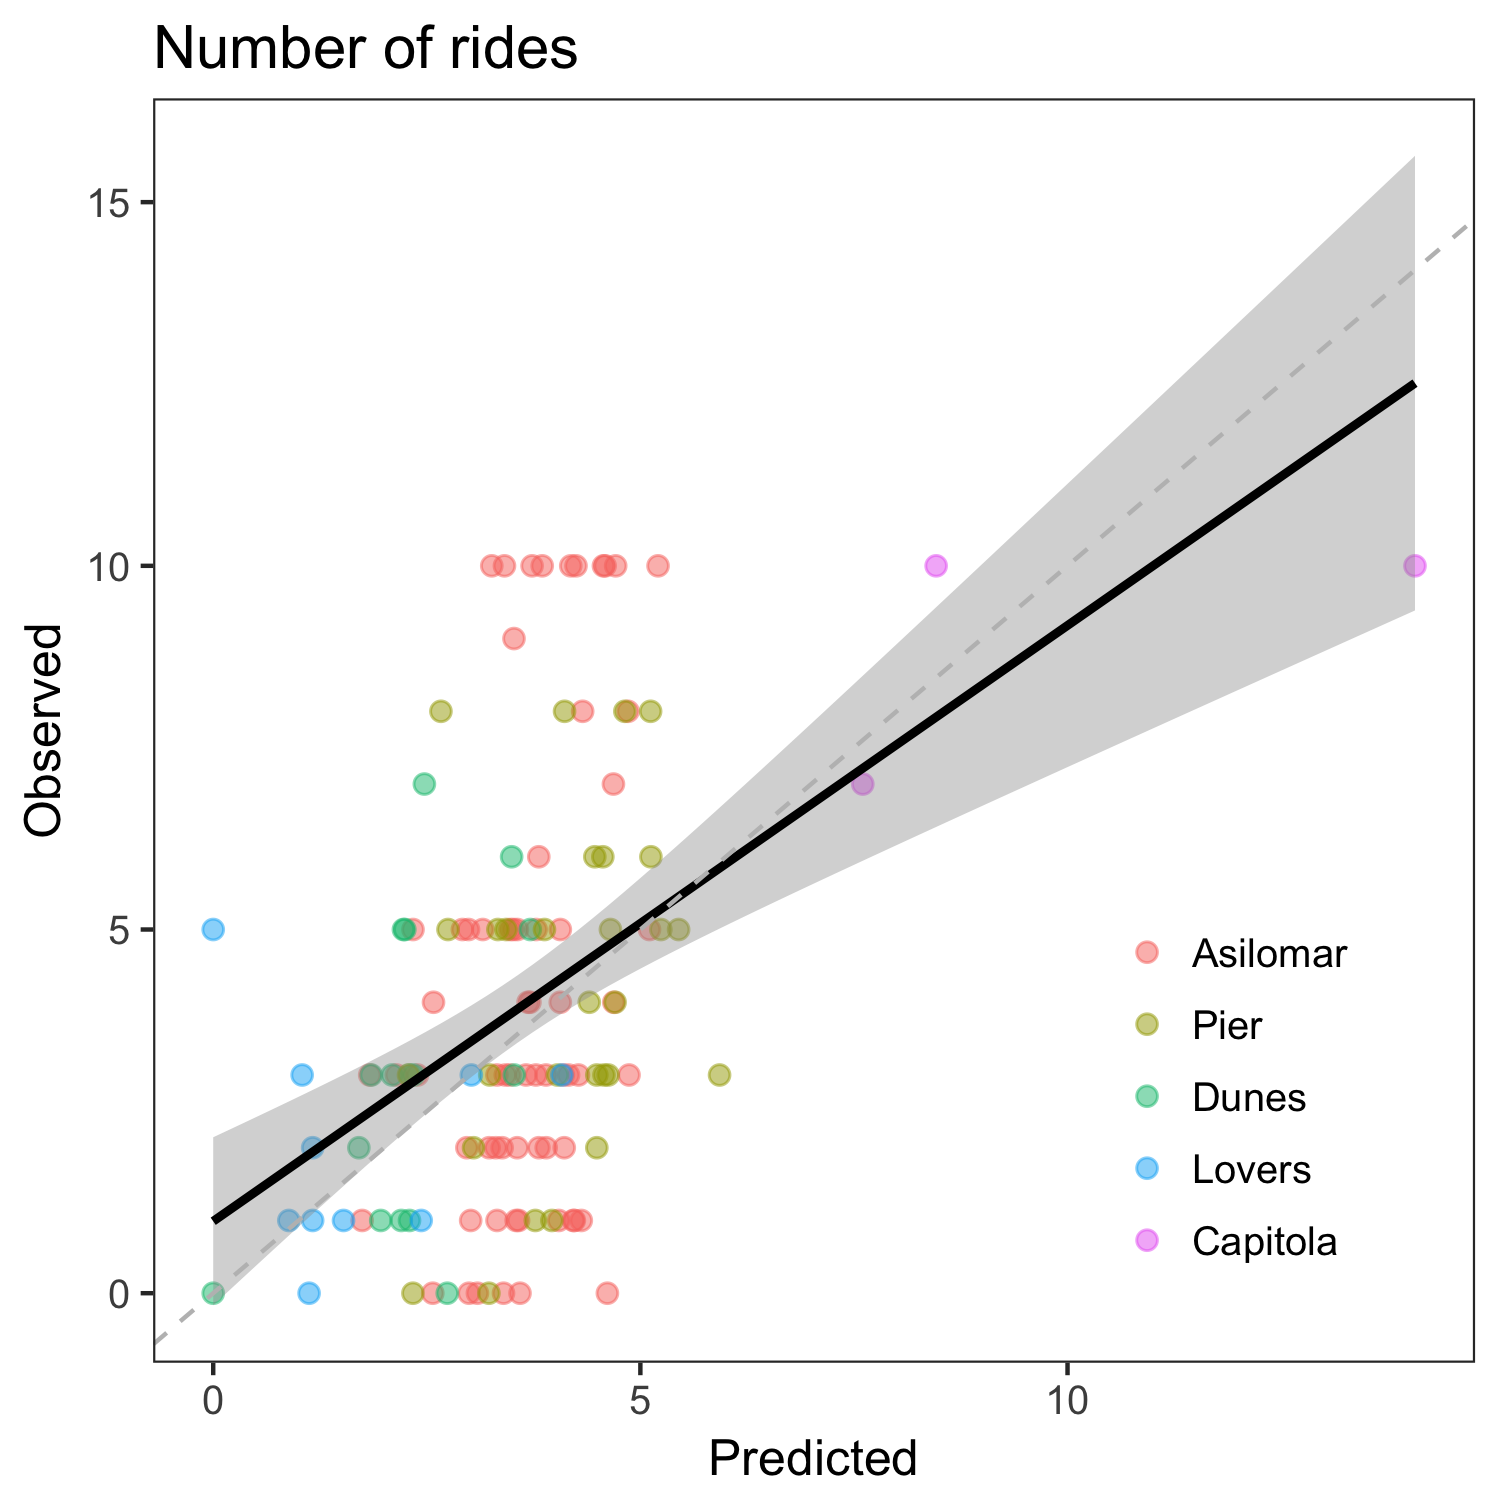 Number of rides
15
10
5
0
Observed
0 5 10
Predicted
Asilomar
Pier
Dunes
Lovers
Capitola